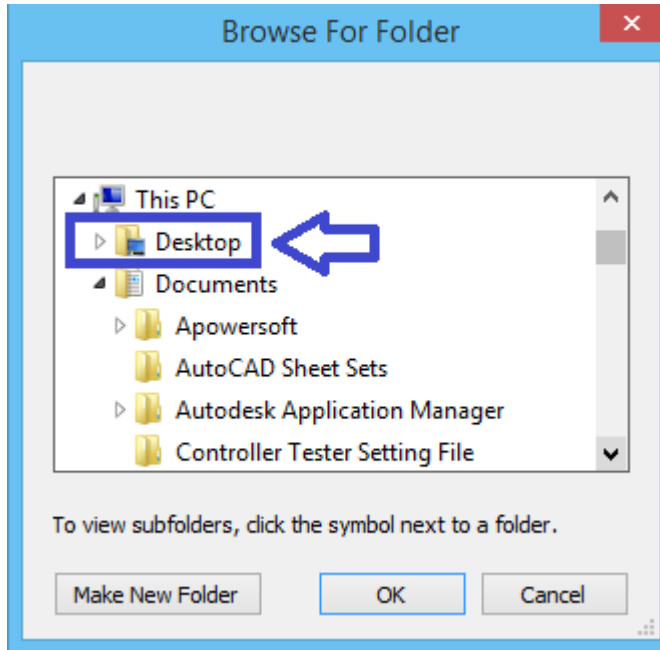 Browse For Folder
This PC
Desktop
Documents
Apowersoft
AutoCAD Sheet Sets
Autodesk Application Manager
Controller Tester Setting File
To view subfolders, click the symbol next to a folder.
Make New Folder OK Cancel